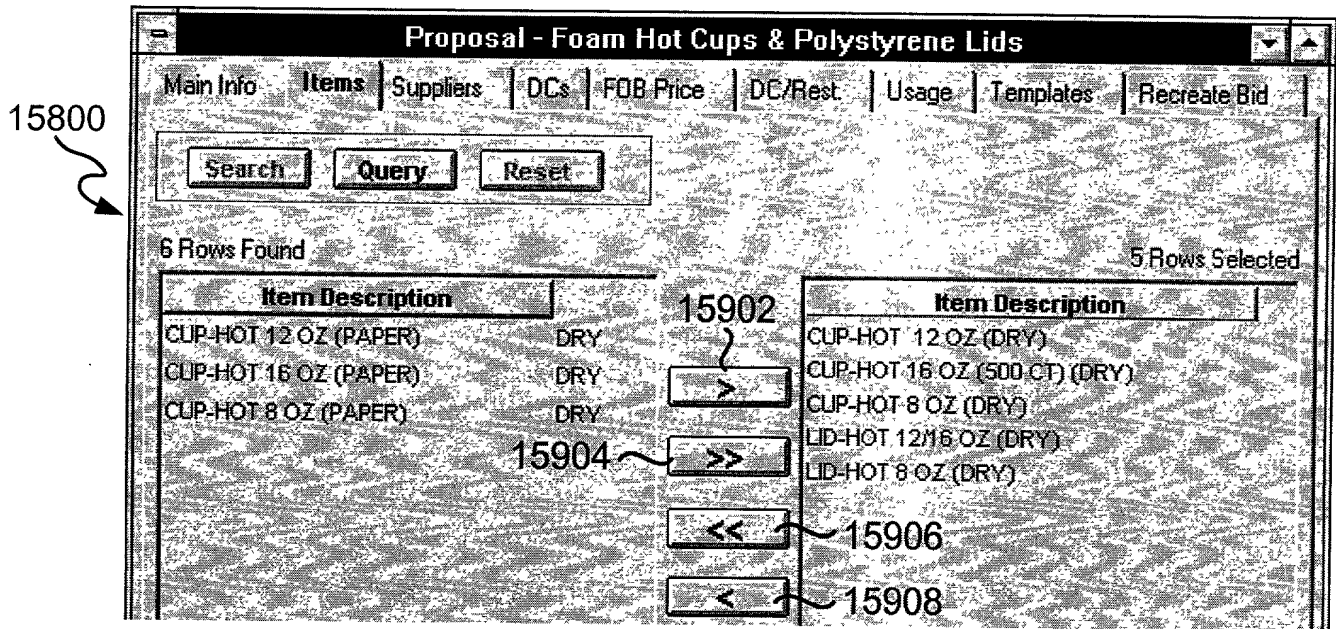 Proposal - Foam Hot Cups & Polystyrene Lids
Main Info Items Suppliers DCs FOB Price DC/Rest. Usage Templates Recreate Bid
15800
Search Query Reset
6 Rows Found
5 Rows Selected
Item Description
CUP-HOT 12 OZ (PAPER) DRY
CUP-HOT 16 OZ (PAPER) DRY
CUP-HOT 8 OZ (PAPER) DRY
15902
>
15904
>>
<<
15906
<
15908
Item Description
CUP-HOT 12 OZ (DRY)
CUP-HOT 16 OZ (500 CT) (DRY)
CUP-HOT 8 OZ (DRY)
LID-HOT 12/16 OZ (DRY)
LID-HOT 8 OZ (DRY)